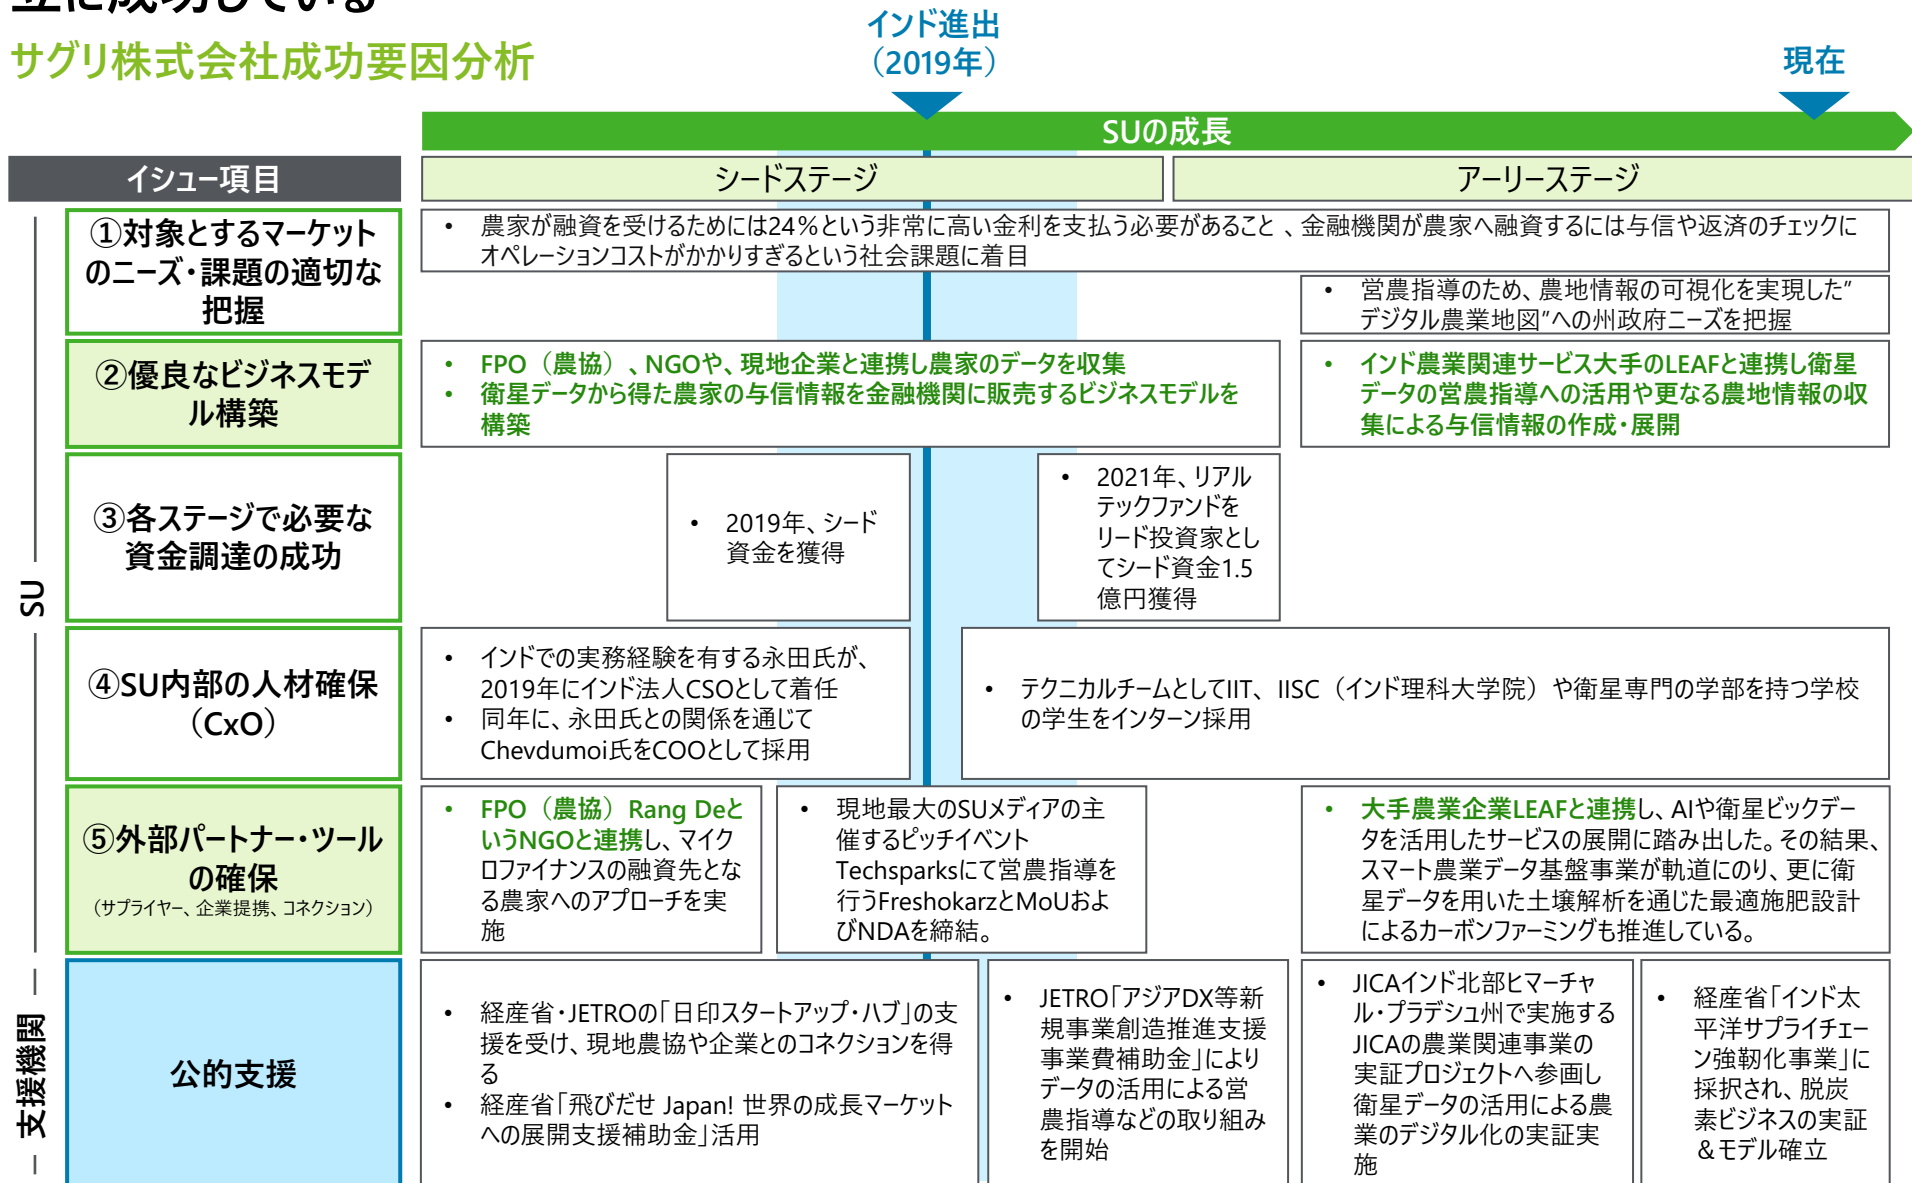 立に成功している
サグリ株式会社成功要因分析
インド進出
（2019年）
現在
SUの成長
イシュー項目
シードステージ
アーリーステージ
SU
①対象とするマーケット
のニーズ・課題の適切な
把握
• 農家が融資を受けるためには24％という非常に高い金利を支払う必要があること 、金融機関が農家へ融資するには与信や返済のチェックに
オペレーションコストがかかりすぎるという社会課題に着目
• 営農指導のため、農地情報の可視化を実現した”
デジタル農業地図”への州政府ニーズを把握
②優良なビジネスモデ
ル構築
• FPO（農協）、NGOや、現地企業と連携し農家のデータを収集
• 衛星データから得た農家の与信情報を金融機関に販売するビジネスモデルを
構築
• インド農業関連サービス大手のLEAFと連携し衛星
データの営農指導への活用や更なる農地情報の収
集による与信情報の作成・展開
③各ステージで必要な
資金調達の成功
• 2019年、シード
資金を獲得
• 2021年、リアル
テックファンドを
リード投資家とし
てシード資金1.5
億円獲得
④SU内部の人材確保
（CxO）
• インドでの実務経験を有する永田氏が、
2019年にインド法人CSOとして着任
• 同年に、永田氏との関係を通じて
Chevdumoi氏をCOOとして採用
• テクニカルチームとしてIIT、IISC（インド理科大学院）や衛星専門の学部を持つ学校
の学生をインターン採用
⑤外部パートナー・ツール
の確保
（サプライヤー、企業提携、コネクション）
• FPO（農協）Rang Deと
いうNGOと連携し、マイク
ロファイナンスの融資先とな
る農家へのアプローチを実
施
• 現地最大のSUメディアの主
催するピッチイベント
Techsparksにて営農指導を
行うFreshokarzとMoUおよ
びNDAを締結。
• 大手農業企業LEAFと連携し、AIや衛星ビックデー
タを活用したサービスの展開に踏み出した。その結果、
スマート農業データ基盤事業が軌道にのり、更に衛
星データを用いた土壌解析を通じた最適施肥設計
によるカーボンファーミングも推進している。
支援機関
公的支援
• 経産省・JETROの「日印スタートアップ・ハブ」の支
援を受け、現地農協や企業とのコネクションを得
る
• 経産省「飛びだせ Japan! 世界の成長マーケット
への展開支援補助金」活用
• JETRO「アジアDX等新
規事業創造推進支援
事業費補助金」により
データの活用による営
農指導などの取り組み
を開始
• JICAインド北部ヒマーチャ
ル・プラデシュ州で実施する
JICAの農業関連事業の
実証プロジェクトへ参画し
衛星データの活用による農
業のデジタル化の実証実
施
• 経産省「インド太
平洋サプライチェー
ン強靭化事業」に
採択され、脱炭
素ビジネスの実証
＆モデル確立